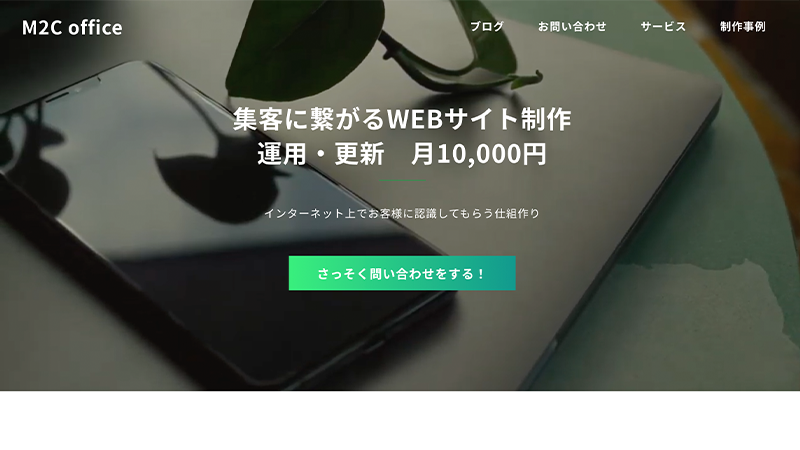 M2C office
ブログ
お問い合わせ
サービス
制作事例
集客に繋がるWEBサイト制作
運用・更新　月10,000円
インターネット上でお客様に認識してもらう仕組作り
さっそく問い合わせをする！